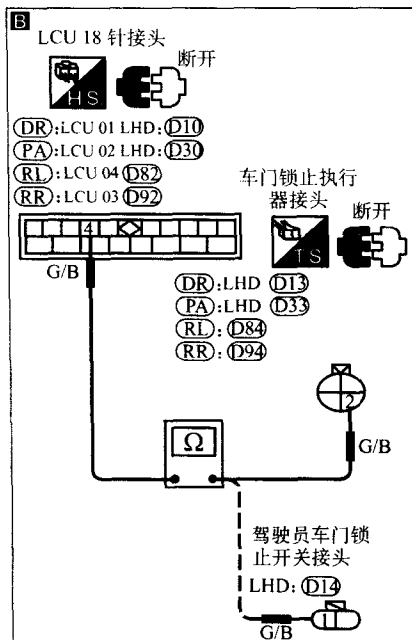 B
LCU 18 针接头
断开
H S
DR:LCU 01 LHD:D10
PA:LCU 02 LHD:D30
RL:LCU 04 D82
RR:LCU 03 D92
车门锁止执行
器接头
断开
T S
4
G/B
DR:LHD D13
PA:LHD D33
RL:D84
RR:D94
2
Ω
G/B
驾驶员车门锁
止开关接头
LHD:D14
1
G/B